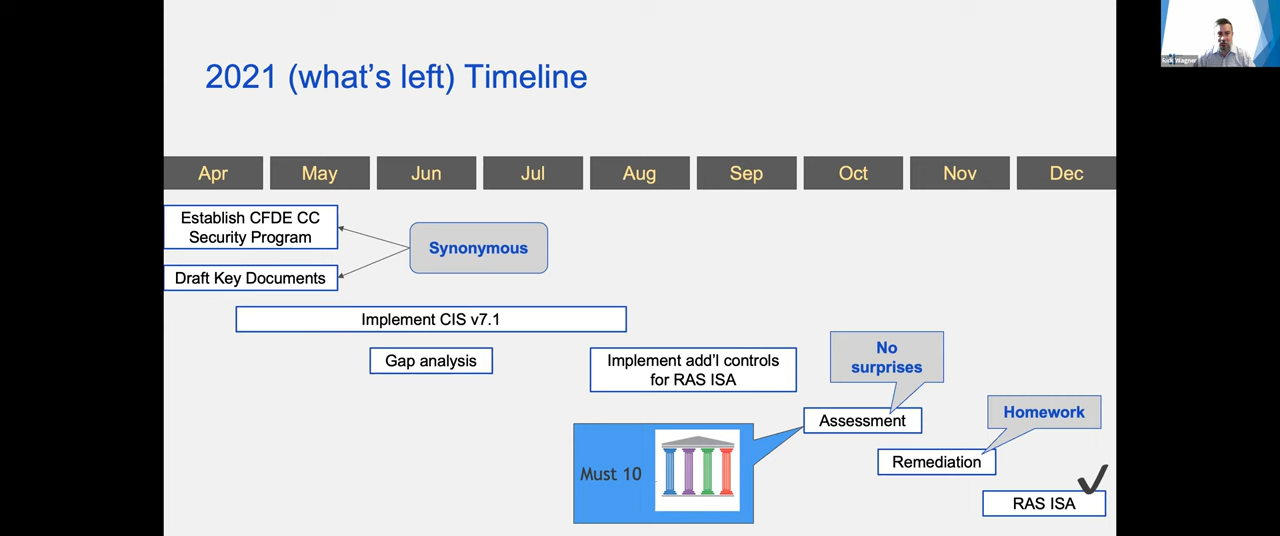 Rick Wagner
2021 (what's left) Timeline
Apr May Jun Jul Aug Sep Oct Nov Dec
Establish CFDE CC
Security Program
Synonymous
Draft Key Documents
Implement CIS v7.1
Gap analysis
Implement add'l controls
for RAS ISA
No
surprises
Assessment
Homework
Must 10
Remediation
RAS ISA